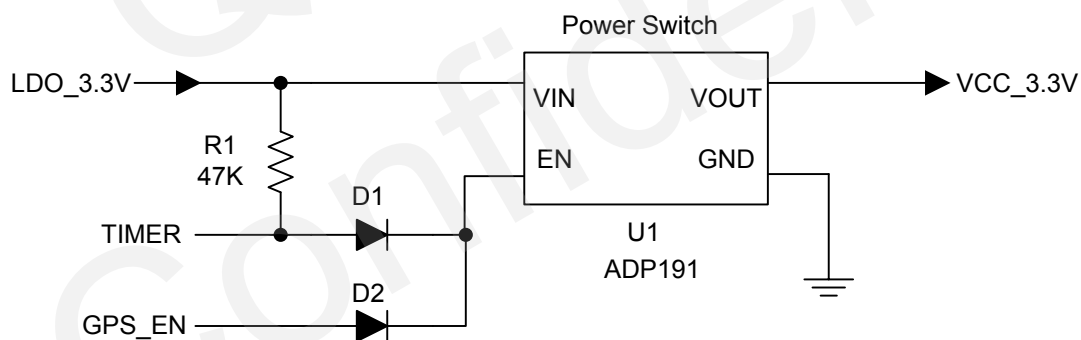 Power Switch
LDO_3.3V
VIN
VOUT
VCC_3.3V
EN
GND
R1
47K
D1
TIMER
U1
ADP191
D2
GPS_EN